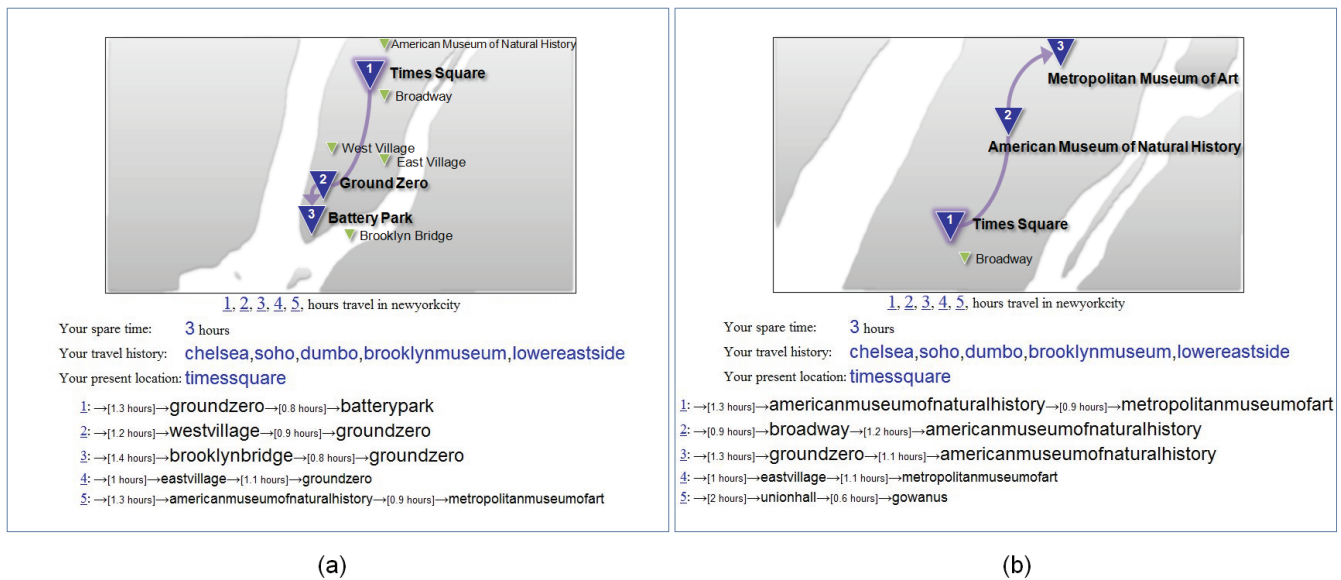 American Museum of Natural History
1
Times Square
Broadway
West Village
East Village
2
Ground Zero
3
Battery Park
Brooklyn Bridge
1, 2, 3, 4, 5, hours travel in newyorkcity
Your spare time: 3 hours
Your travel history: chelsea,soho,dumbo,brooklynmuseum,lowereastside
Your present location: timessquare
1: →[1.3 hours]→groundzero→[0.8 hours]→batterypark
2: →[1.2 hours]→westvillage→[0.9 hours]→groundzero
3: →[1.4 hours]→brooklynbridge→[0.8 hours]→groundzero
4: →[1 hours]→eastvillage→[1.1 hours]→groundzero
5: →[1.3 hours]→americanmuseumofnaturalhistory→[0.9 hours]→metropolitanmuseumofart
(a)
3
Metropolitan Museum of Art
2
American Museum of Natural History
1
Times Square
Broadway
1, 2, 3, 4, 5, hours travel in newyorkcity
Your spare time: 3 hours
Your travel history: chelsea,soho,dumbo,brooklynmuseum,lowereastside
Your present location: timessquare
1: →[1.3 hours]→americanmuseumofnaturalhistory→[0.9 hours]→metropolitanmuseumofart
2: →[0.9 hours]→broadway→[1.2 hours]→americanmuseumofnaturalhistory
3: →[1.3 hours]→groundzero→[1.1 hours]→americanmuseumofnaturalhistory
4: →[1 hours]→eastvillage→[1.1 hours]→metropolitanmuseumofart
5: →[2 hours]→unionhall→[0.6 hours]→gowanus
(b)